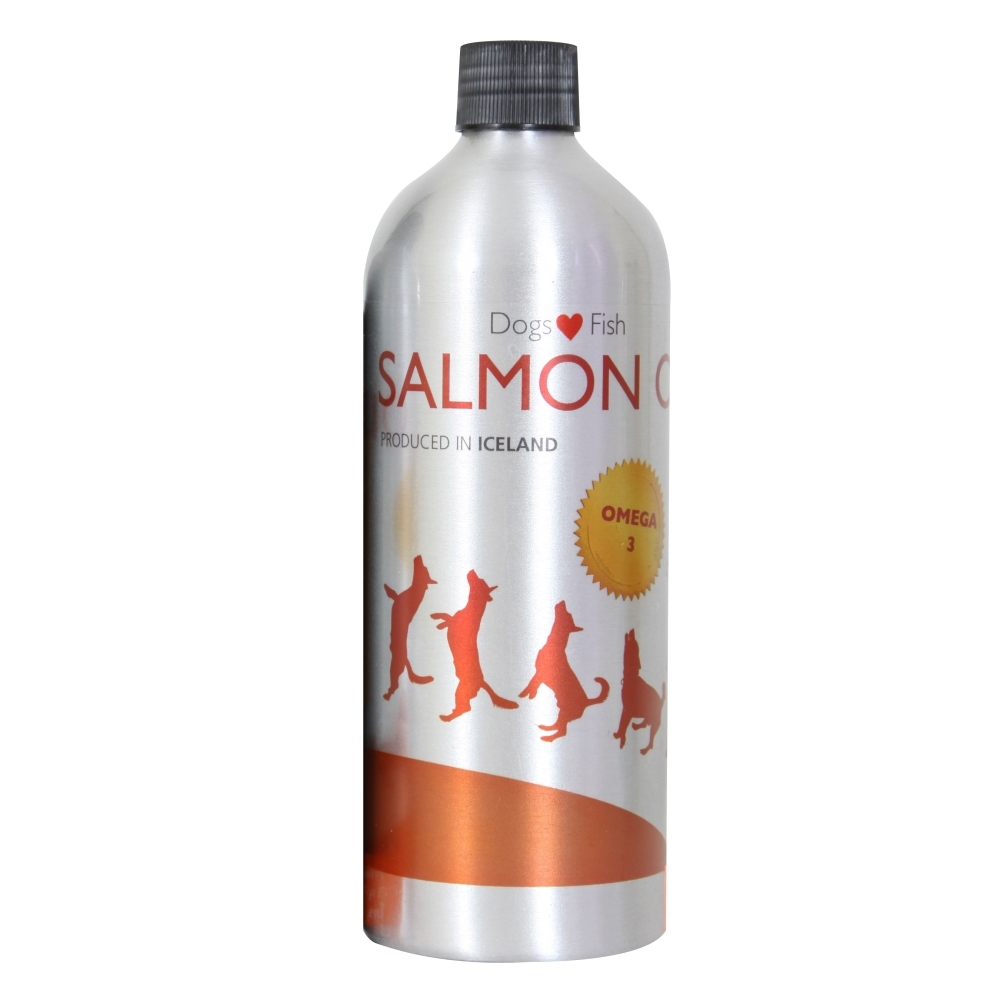 Dogs ❤ Fish
SALMON
PRODUCED IN ICELAND
OMEGA
3